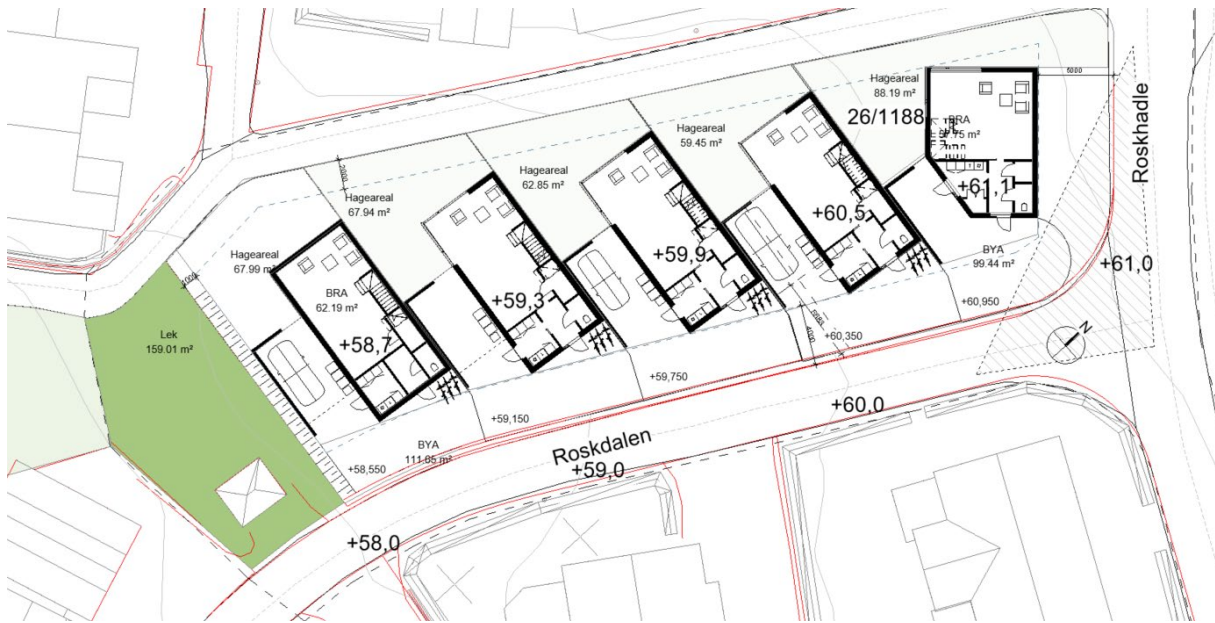 Hageareal
88.19 m²
26/1188
BRA
+61,1
5000
Roskhadle
BYA
99.44 m²
+61,0
+60,950
Hageareal
59.45 m²
+60,5
+60,350
4000
Hageareal
62.85 m²
+59,9
+59,750
2000
Hageareal
67.94 m²
+59,3
+59,150
Hageareal
67.99 m²
BRA
62.19 m²
+58,7
BYA
111.65 m²
+58,550
Lek
159.01 m²
N
Roskdalen
+60,0
+59,0
+58,0